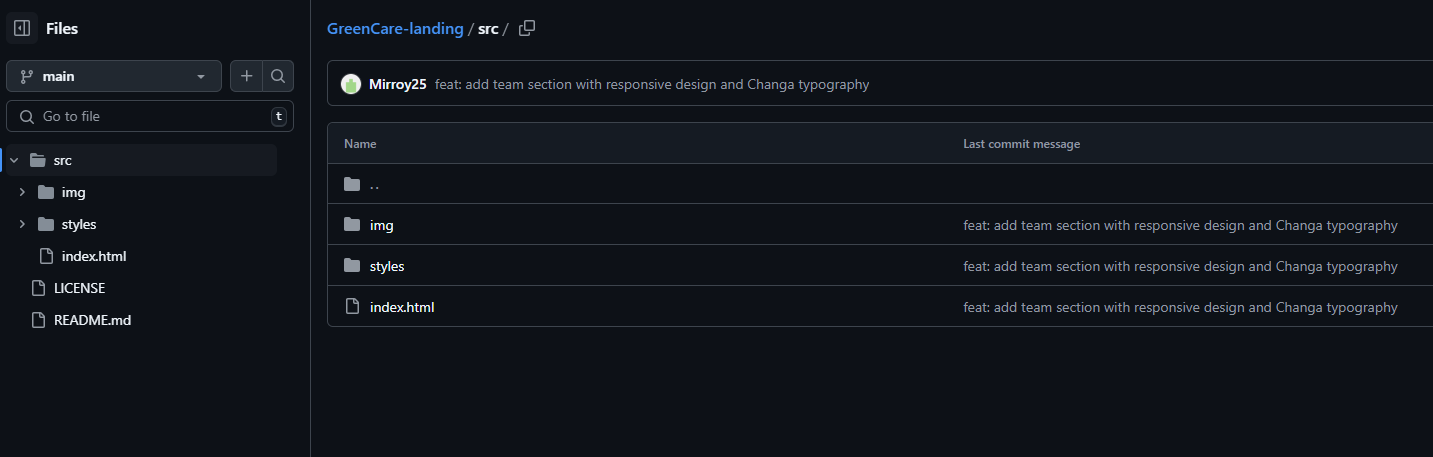 Files
main
Go to file
t
src
img
styles
index.html
LICENSE
README.md
GreenCare-landing / src /
Mirroy25 feat: add team section with responsive design and Changa typography
Name Last commit message
..
img feat: add team section with responsive design and Changa typography
styles feat: add team section with responsive design and Changa typography
index.html feat: add team section with responsive design and Changa typography